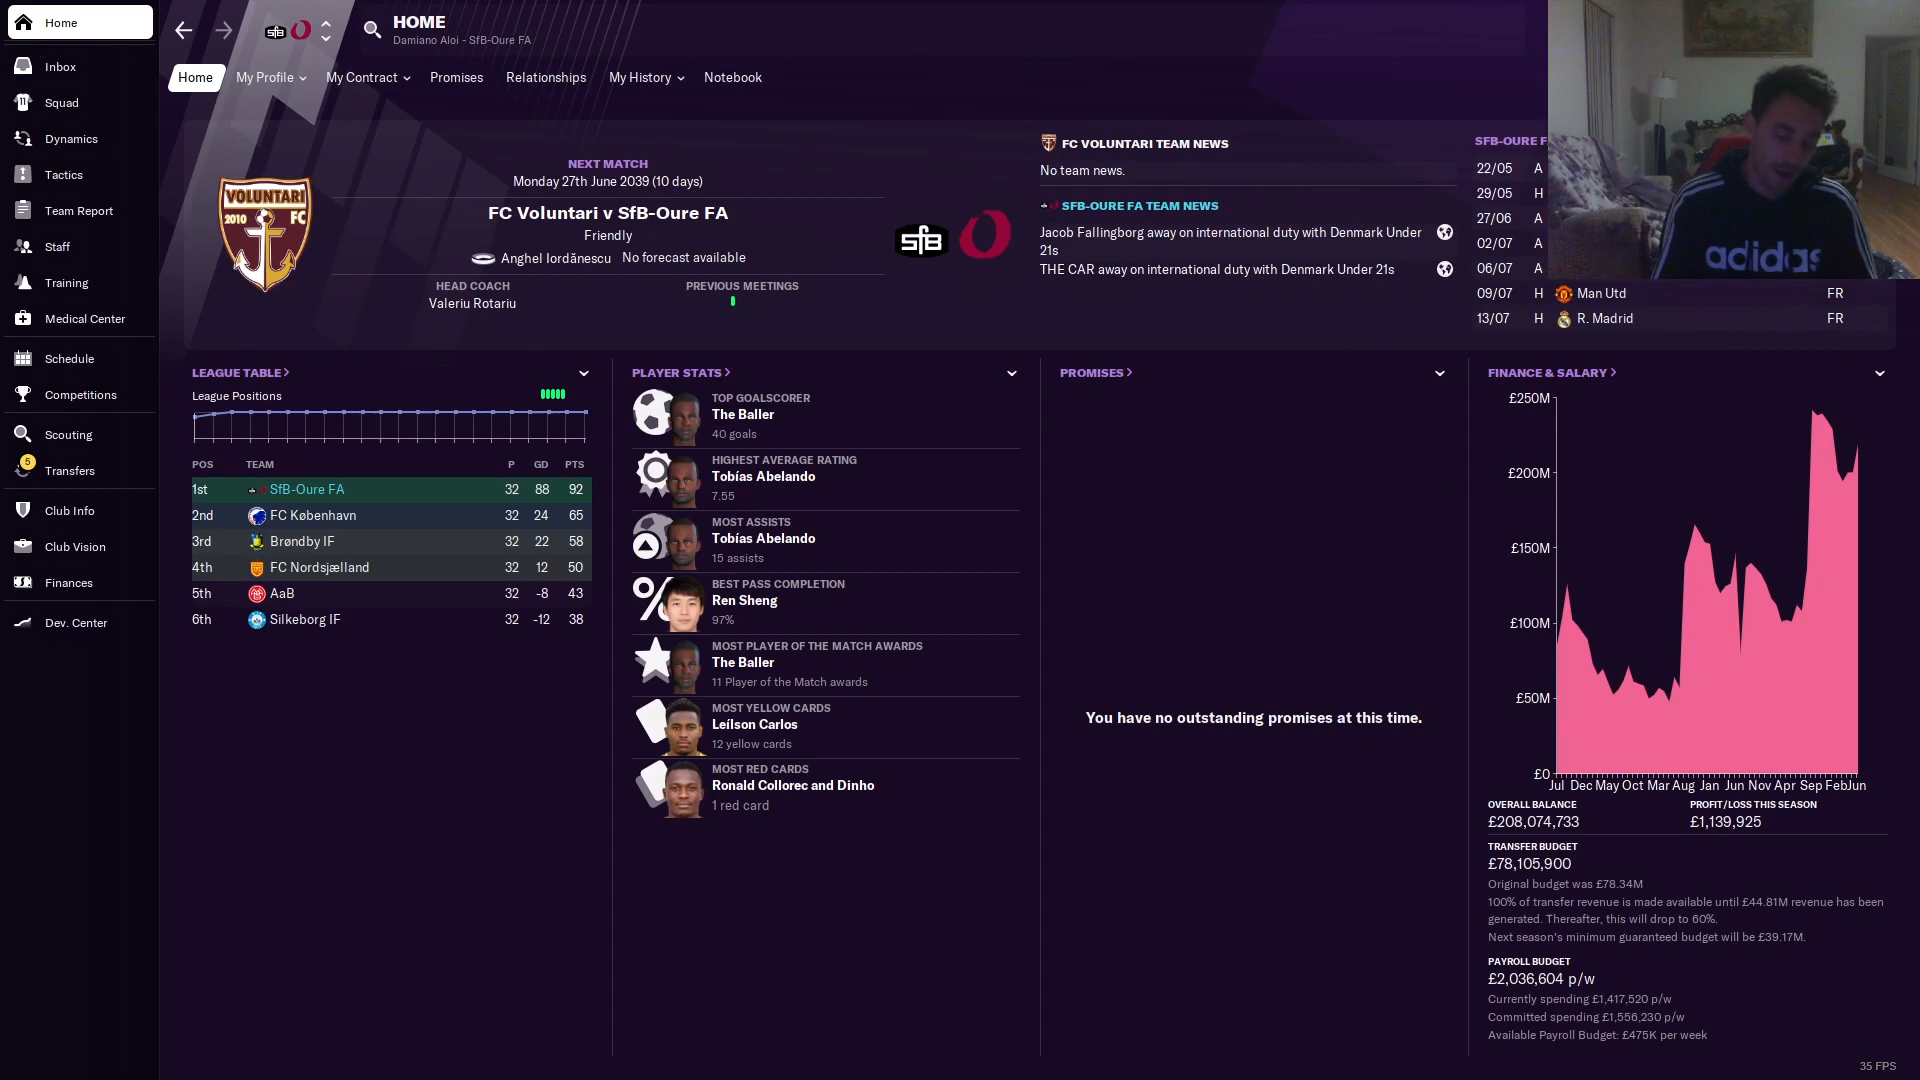 Home
Inbox
Squad
Dynamics
Tactics
Team Report
Staff
Training
Medical Center
Schedule
Competitions
Scouting
5
Transfers
Club Info
Club Vision
Finances
Dev. Center
sfB
HOME
Damiano Aloi - SfB-Oure FA
Home My Profile My Contract Promises Relationships My History Notebook
VOLUNTARI
2010 FC
NEXT MATCH
Monday 27th June 2039 (10 days)
FC Voluntari v SfB-Oure FA
Friendly
Anghel Iordănescu No forecast available
HEAD COACH
Valeriu Rotariu
PREVIOUS MEETINGS
sfB
FC VOLUNTARI TEAM NEWS
No team news.
SFB-OURE FA TEAM NEWS
Jacob Fallingborg away on international duty with Denmark Under
21s
THE CAR away on international duty with Denmark Under 21s
SFB-OURE F
22/05 A
29/05 H
27/06 A
02/07 A
06/07 A
09/07 H Man Utd FR
13/07 H R. Madrid FR
adidas
LEAGUE TABLE
League Positions
POS TEAM P GD PTS
1st SfB-Oure FA 32 88 92
2nd FC København 32 24 65
3rd Brøndby IF 32 22 58
4th FC Nordsjælland 32 12 50
5th AaB 32 -8 43
6th Silkeborg IF 32 -12 38
PLAYER STATS
TOP GOALSCORER
The Baller
40 goals
HIGHEST AVERAGE RATING
Tobías Abelando
7.55
MOST ASSISTS
Tobías Abelando
15 assists
BEST PASS COMPLETION
Ren Sheng
97%
MOST PLAYER OF THE MATCH AWARDS
The Baller
11 Player of the Match awards
MOST YELLOW CARDS
Leílson Carlos
12 yellow cards
MOST RED CARDS
Ronald Collorec and Dinho
1 red card
PROMISES
You have no outstanding promises at this time.
FINANCE & SALARY
£250M
£200M
£150M
£100M
£50M
£0
Jul Dec May Oct Mar Aug Jan Jun Nov Apr Sep Feb Jun
OVERALL BALANCE
£208,074,733
PROFIT/LOSS THIS SEASON
£1,139,925
TRANSFER BUDGET
£78,105,900
Original budget was £78.34M
100% of transfer revenue is made available until £44.81M revenue has been
generated. Thereafter, this will drop to 60%.
Next season's minimum guaranteed budget will be £39.17M.
PAYROLL BUDGET
£2,036,604 p/w
Currently spending £1,417,520 p/w
Committed spending £1,556,230 p/w
Available Payroll Budget: £475K per week
35 FPS